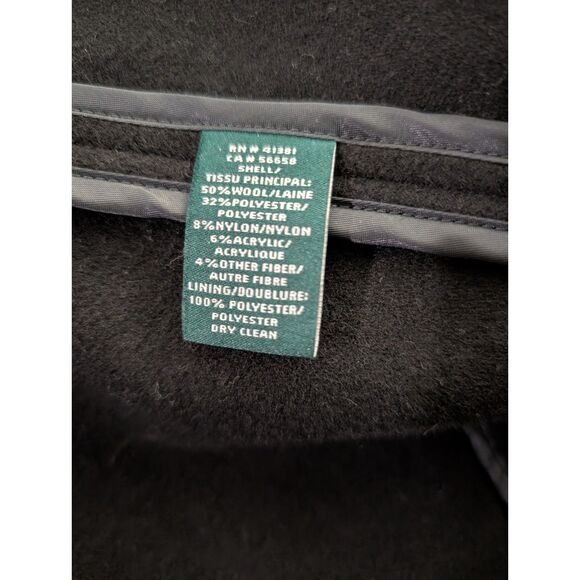 RN # 41381
CA # 56658
SHELL/
TISSU PRINCIPAL:
50%WOOL/LAINE
32%POLYESTER/
POLYESTER
8%NYLON/NYLON
6%ACRYLIC/
ACRYLIQUE
4%OTHER FIBER/
AUTRE FIBRE
LINING/DOUBLURE:
100% POLYESTER/
POLYESTER
DRY CLEAN